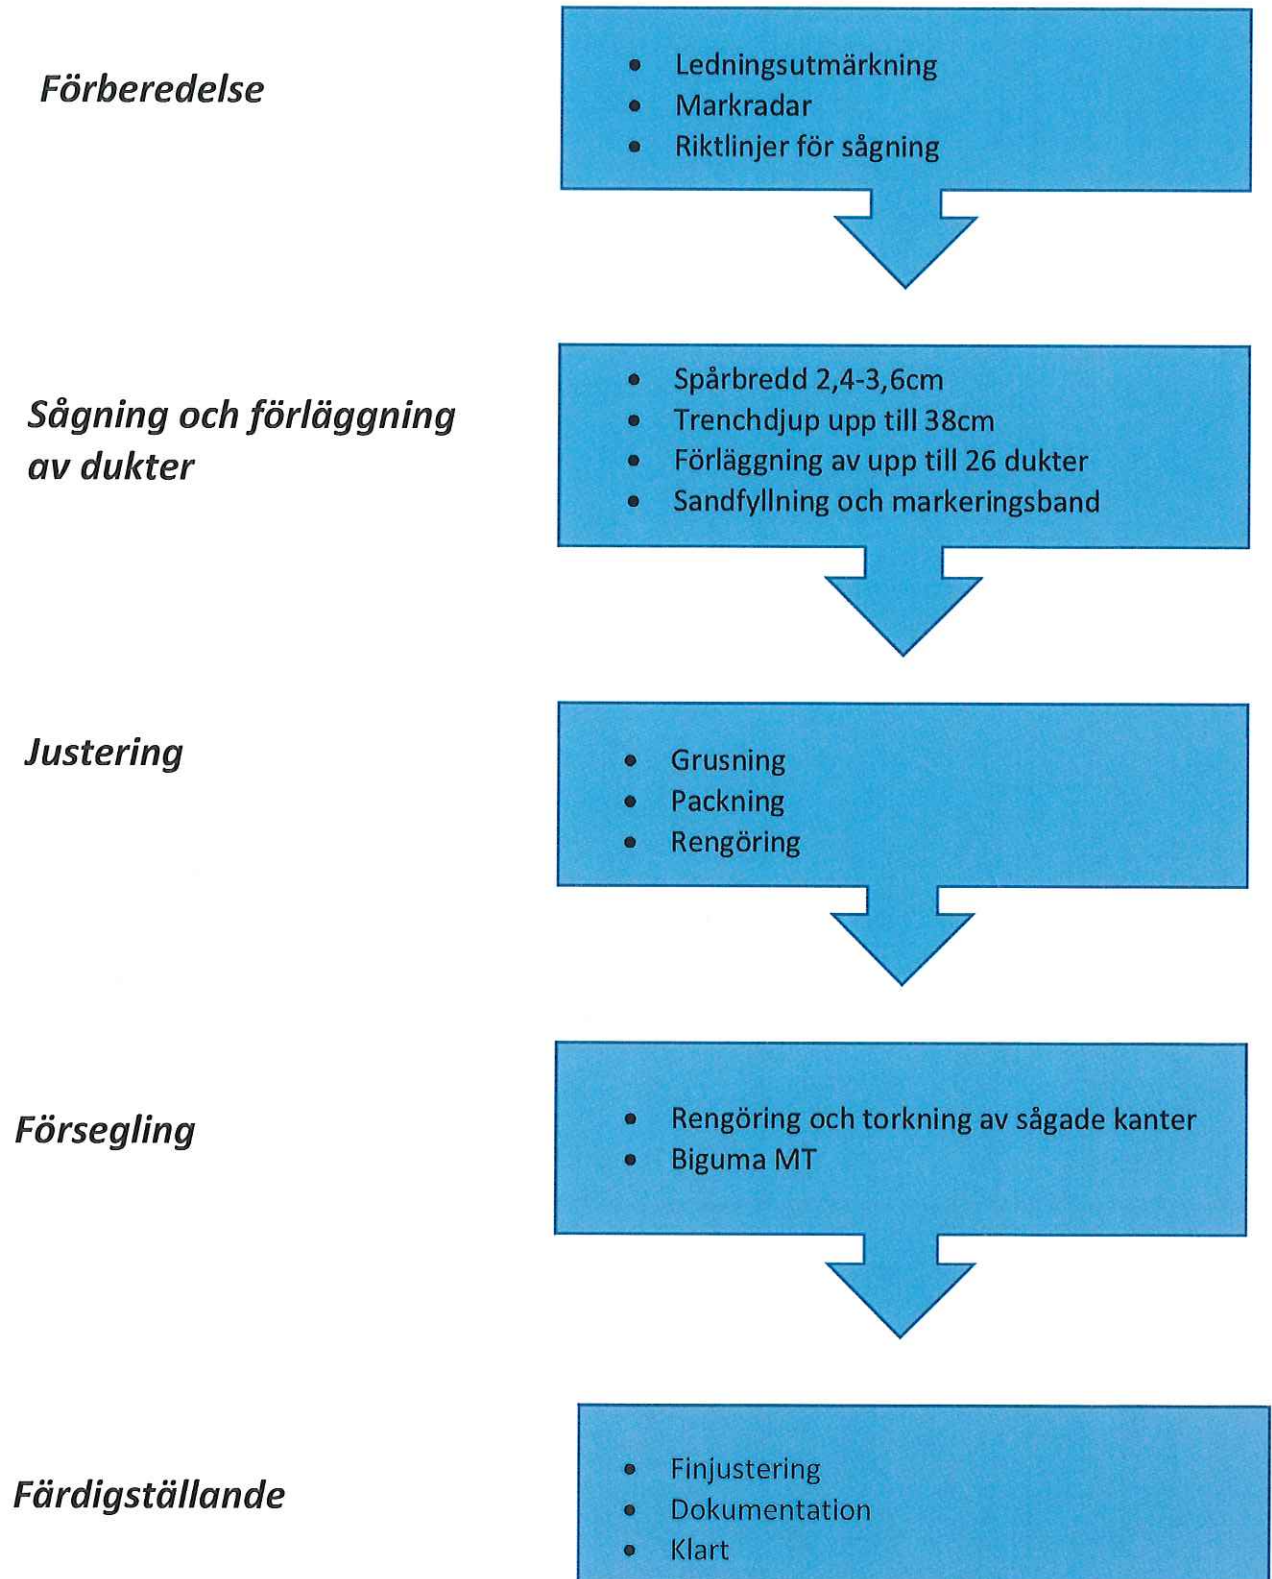 Förberedelse
Ledningsutmärkning
Markradar
Riktlinjer för sågning
Sågning och förläggning
av dukter
Spårbredd 2,4-3,6cm
Trenchdjup upp till 38cm
Förläggning av upp till 26 dukter
Sandfyllning och markeringsband
Justering
Grusning
Packning
Rengöring
Försegling
Rengöring och torkning av sågade kanter
Biguma MT
Färdigställande
Finjustering
Dokumentation
Klart